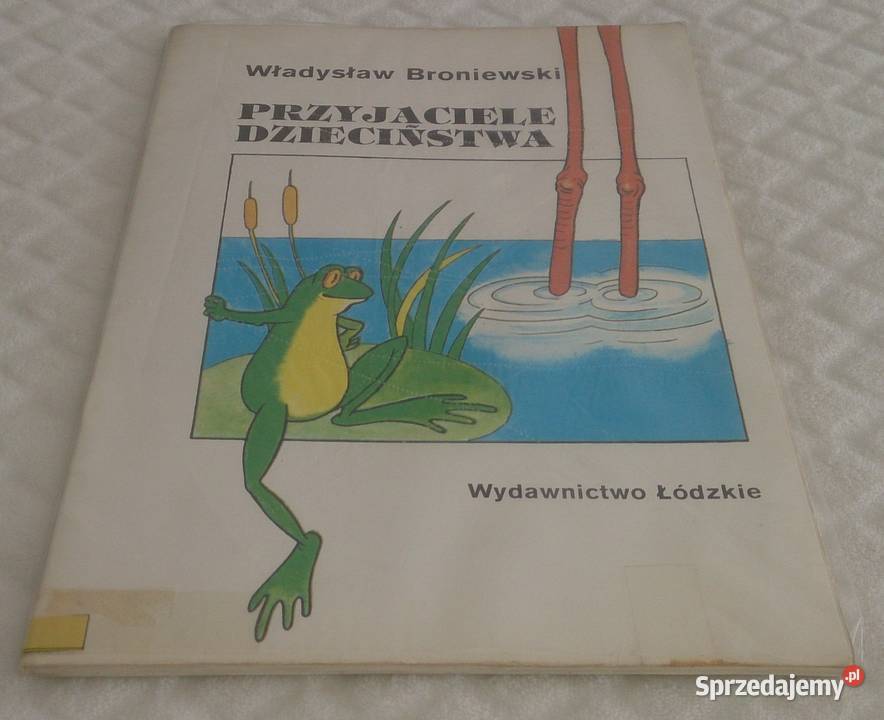 Władysław Broniewski
PRZYJACIELE
DZIECIŃSTWA
Wydawnictwo Łódzkie
Sprzedajemy.pl